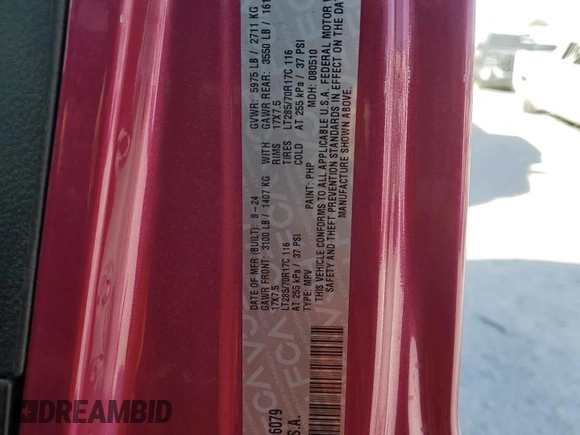 DATE OF MFR (BUILT): 8-24 GVWR: 5975 LB / 2711 KG
GAWR FRONT: 3100 LB / 1407 KG WITH GAWR REAR: 3550 LB / 161
17X7.5 RIMS 17X7.5
LT285/70R17C 116 TIRES LT285/70R17C 116
AT 255 kPa / 37 PSI COLD AT 255 kPa / 37 PSI
TYPE: MPV PAINT: PHP MDH: 080510
THIS VEHICLE CONFORMS TO ALL APPLICABLE U.S.A. FEDERAL MOTOR V
SAFETY AND THEFT PREVENTION STANDARDS IN EFFECT ON THE DA
MANUFACTURE SHOWN ABOVE.
6079
S.A.
DREAMBID